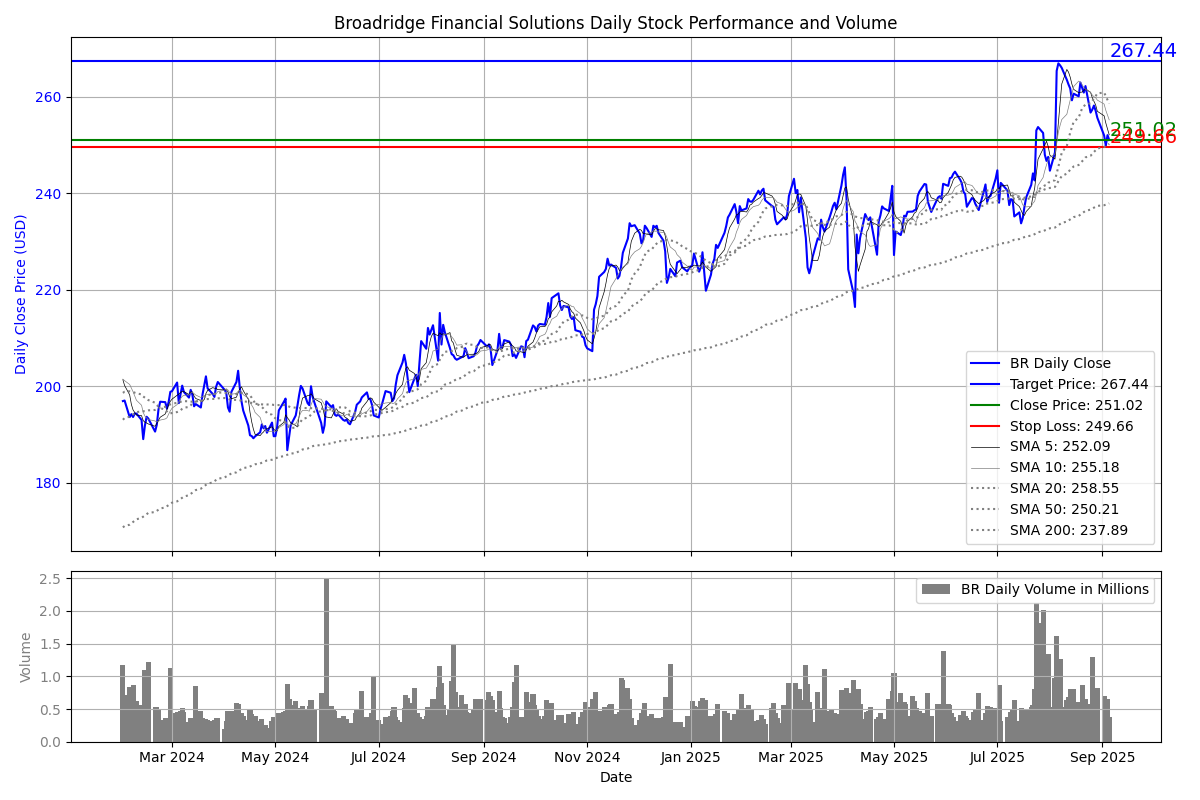 Broadridge Financial Solutions Daily Stock Performance and Volume
267.44
251.02
249.66
260
240
220
200
180
Daily Close Price (USD)
BR Daily Close
Target Price: 267.44
Close Price: 251.02
Stop Loss: 249.66
SMA 5: 252.09
SMA 10: 255.18
SMA 20: 258.55
SMA 50: 250.21
SMA 200: 237.89
2.5
2.0
1.5
1.0
0.5
0.0
Volume
BR Daily Volume in Millions
Mar 2024
May 2024
Jul 2024
Sep 2024
Nov 2024
Jan 2025
Mar 2025
May 2025
Jul 2025
Sep 2025
Date